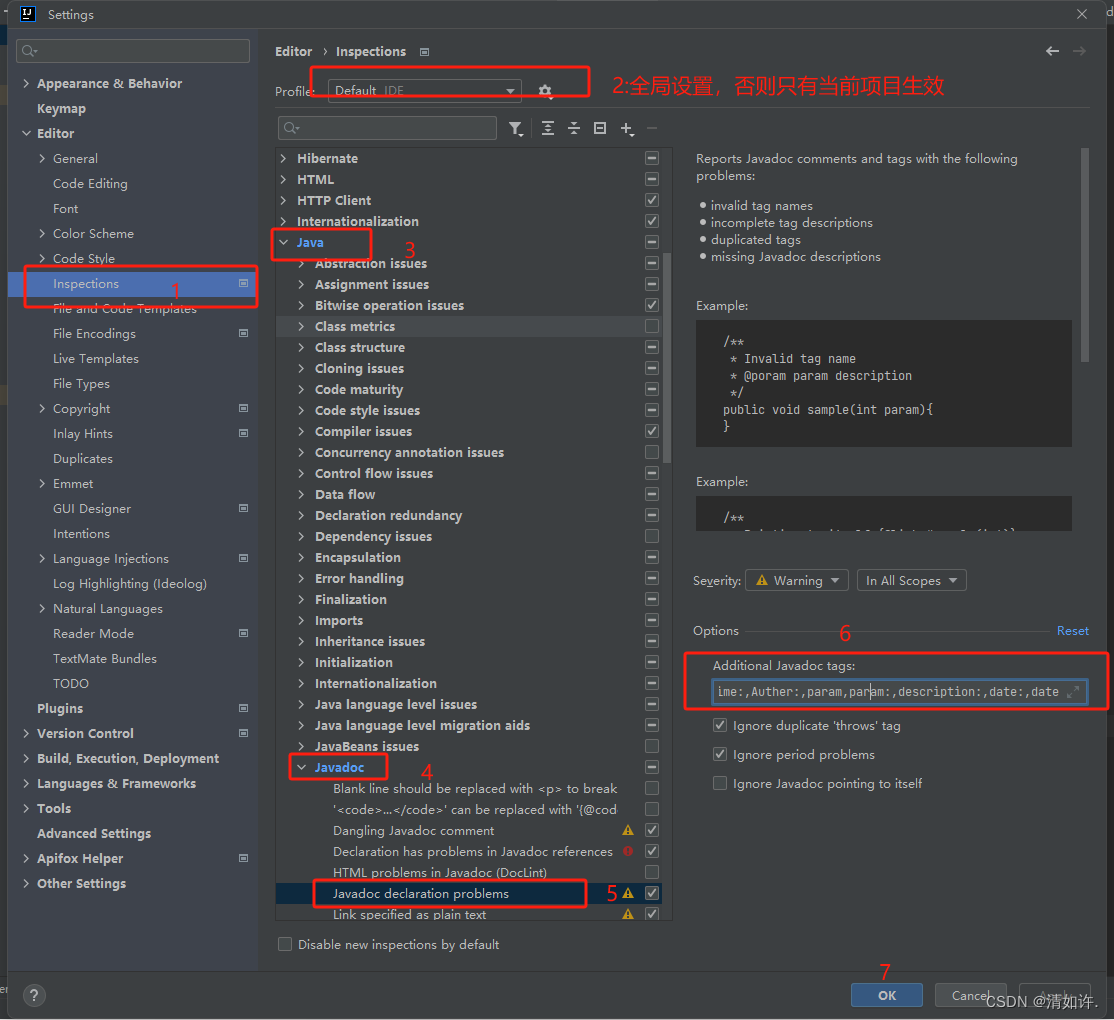 IJ
Settings
Editor › Inspections
Profile: Default IDE
2:全局设置，否则只有当前项目生效
Appearance & Behavior
Keymap
Editor
General
Code Editing
Font
Color Scheme
Code Style
Inspections
1
File and Code Templates
File Encodings
Live Templates
File Types
Copyright
Inlay Hints
Duplicates
Emmet
GUI Designer
Intentions
Language Injections
Log Highlighting (Ideolog)
Natural Languages
Reader Mode
TextMate Bundles
TODO
Plugins
Version Control
Build, Execution, Deployment
Languages & Frameworks
Tools
Advanced Settings
Apifox Helper
Other Settings
Hibernate
HTML
HTTP Client
Internationalization
Java
3
Abstraction issues
Assignment issues
Bitwise operation issues
Class metrics
Class structure
Cloning issues
Code maturity
Code style issues
Compiler issues
Concurrency annotation issues
Control flow issues
Data flow
Declaration redundancy
Dependency issues
Encapsulation
Error handling
Finalization
Imports
Inheritance issues
Initialization
Internationalization
Java language level issues
Java language level migration aids
JavaBeans issues
Javadoc
4
Blank line should be replaced with <p> to break
'<code>...</code>' can be replaced with '{@cod
Dangling Javadoc comment
Declaration has problems in Javadoc references
HTML problems in Javadoc (DocLint)
Javadoc declaration problems
5
Link specified as plain text
Disable new inspections by default
Reports Javadoc comments and tags with the following
problems:
● invalid tag names
● incomplete tag descriptions
● duplicated tags
● missing Javadoc descriptions
Example:
/**
* Invalid tag name
* @poram param description
*/
public void sample(int param){
}
Example:
/**
Severity: Warning In All Scopes
Options
6
Reset
Additional Javadoc tags:
ime:,Auther:,param,param:,description:,date:,date
Ignore duplicate 'throws' tag
Ignore period problems
Ignore Javadoc pointing to itself
7
?
OK
Cancel
Apply
CSDN @清如许.